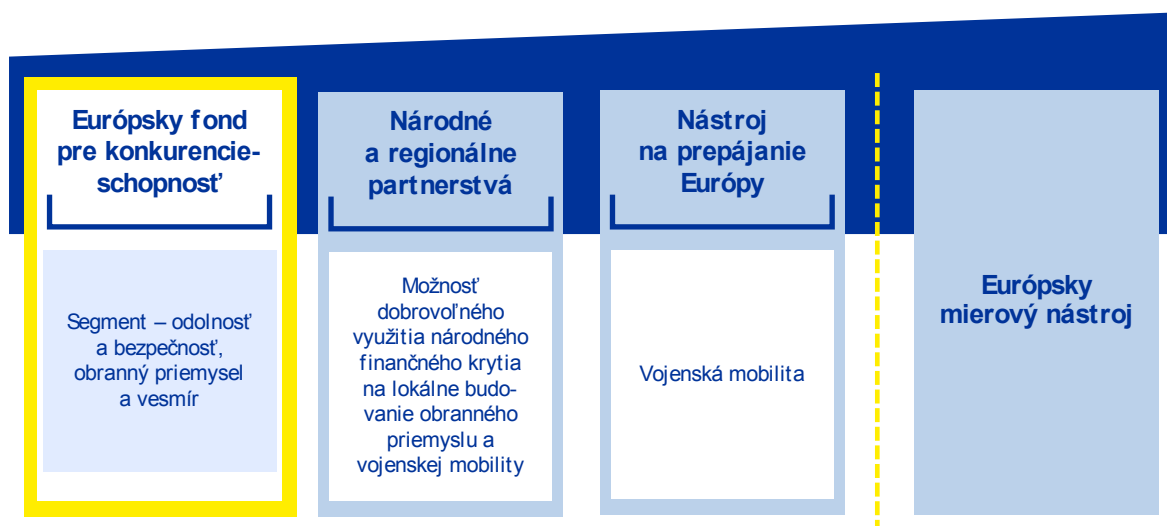 Európsky fond
pre konkurencie-
schopnosť
Segment – odolnosť
a bezpečnosť,
obranný priemysel
a vesmír
Národné
a regionálne
partnerstvá
Možnosť
dobrovoľného
využitia národného
finančného krytia
na lokálne budo-
vanie obranného
priemyslu a
vojenskej mobility
Nástroj
na prepájanie
Európy
Vojenská mobilita
Európsky
mierový nástroj